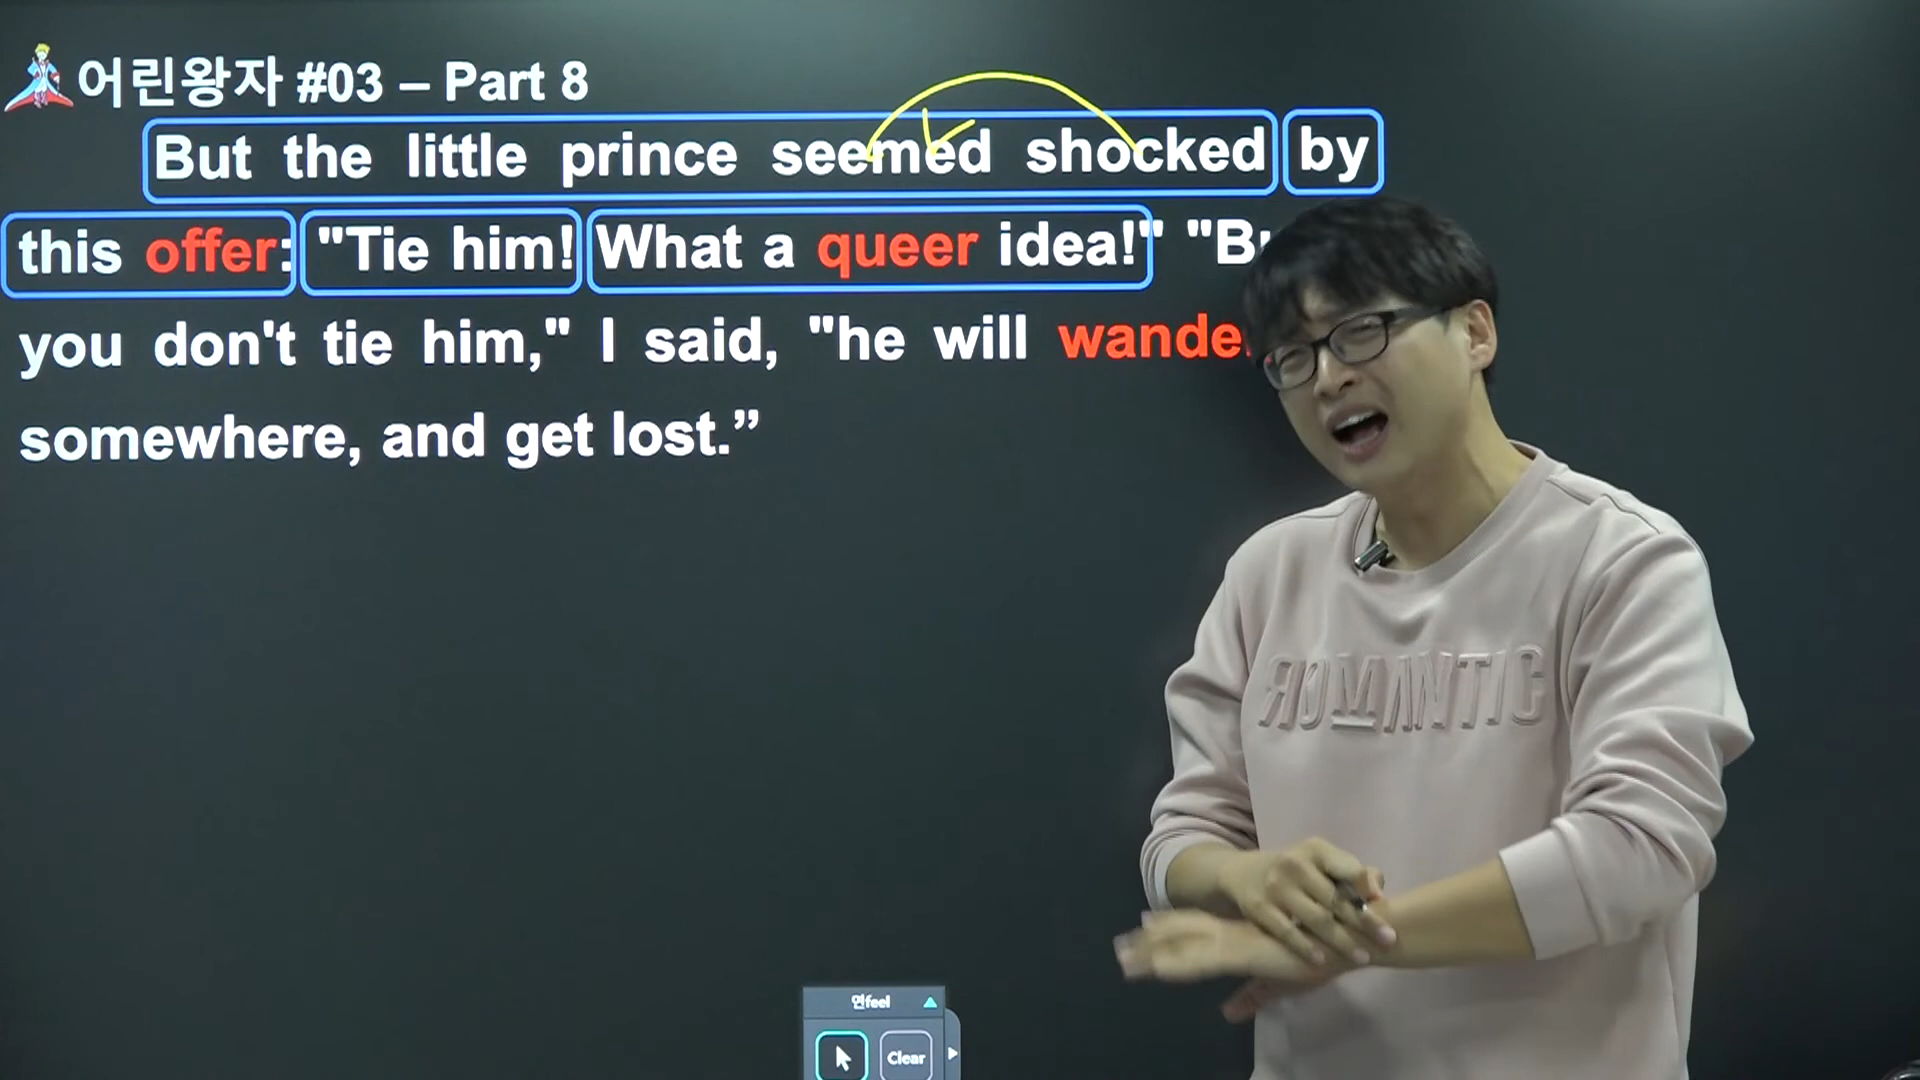 어린왕자 #03 – Part 8
But the little prince seemed shocked by
this offer: "Tie him! What a queer idea!" "Bu
you don't tie him," I said, "he will wande
somewhere, and get lost.”
ROMANTIC
연feel
Clear